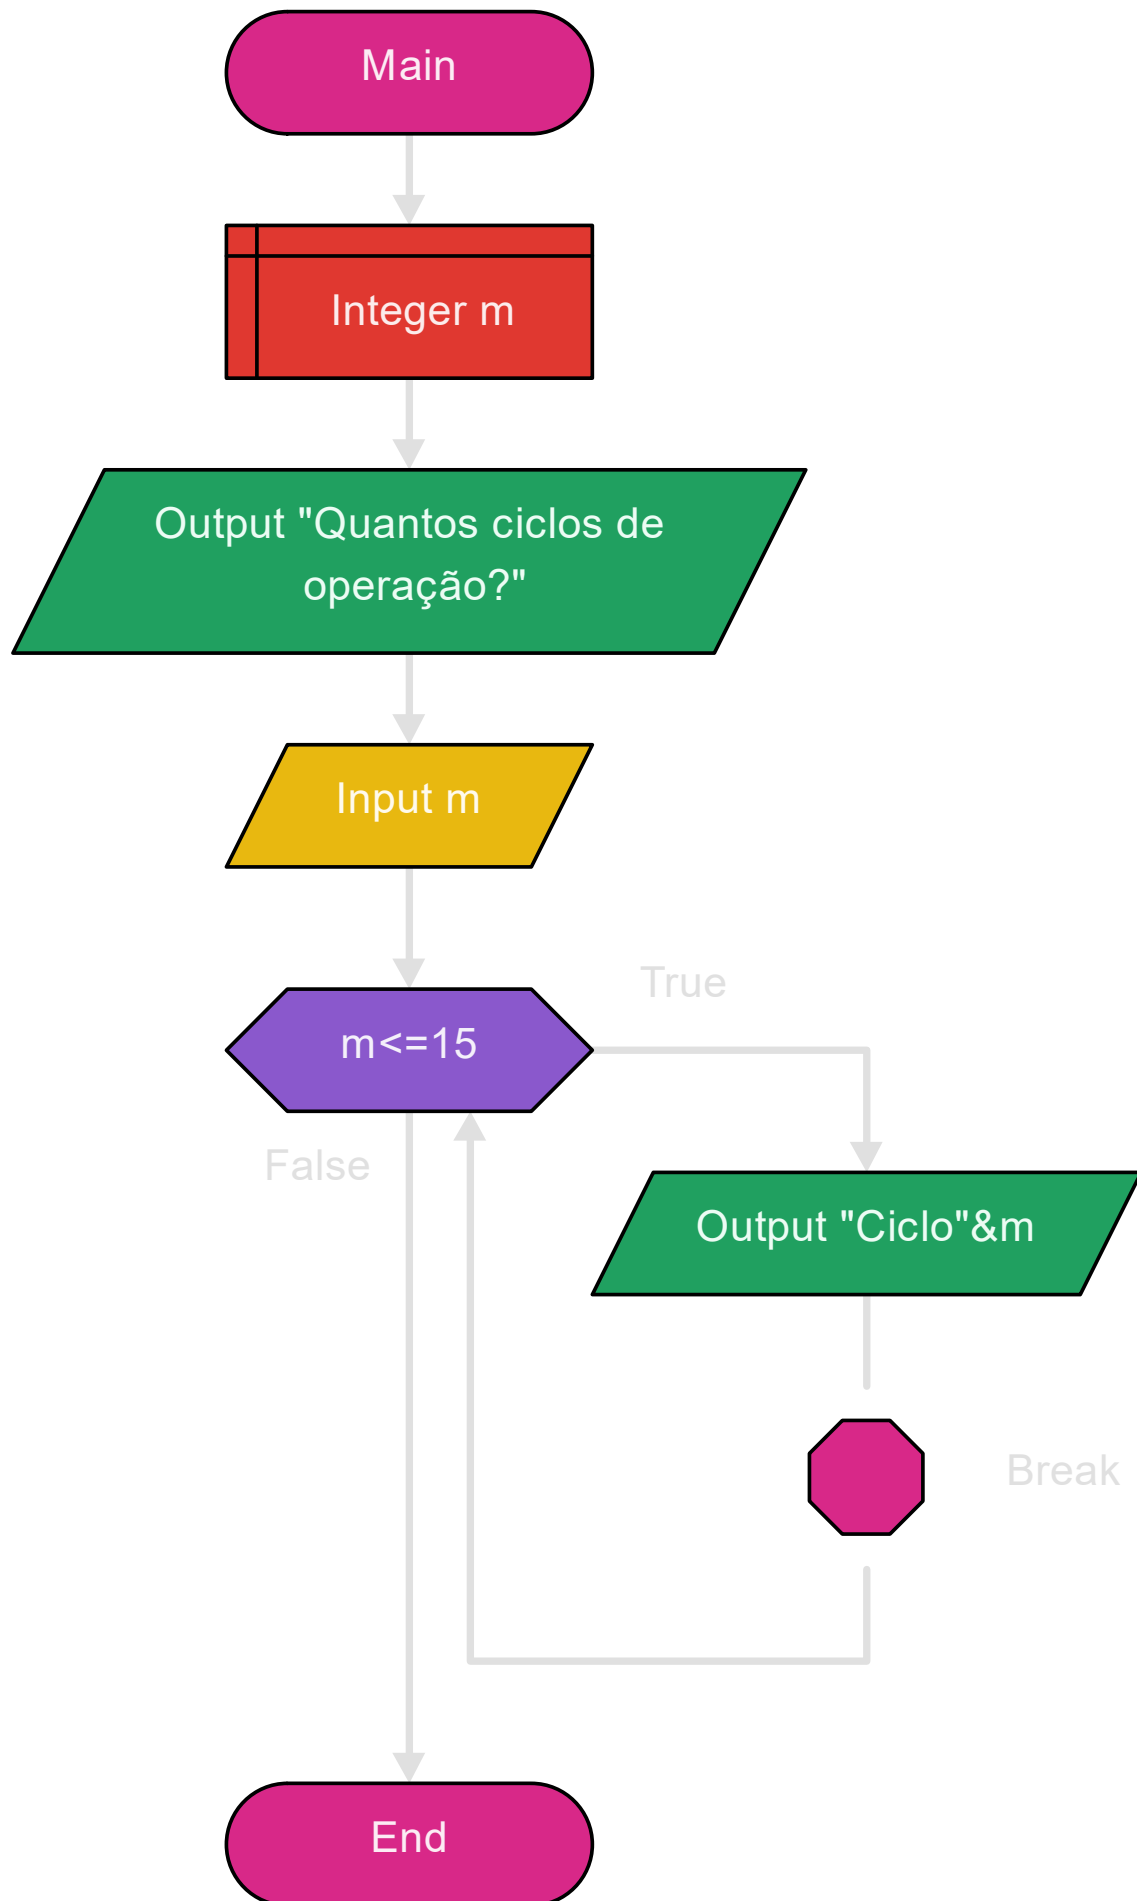 Main
Integer m
Output "Quantos ciclos de
operação?"
Input m
True
m<=15
False
Output "Ciclo"&m
Break
End